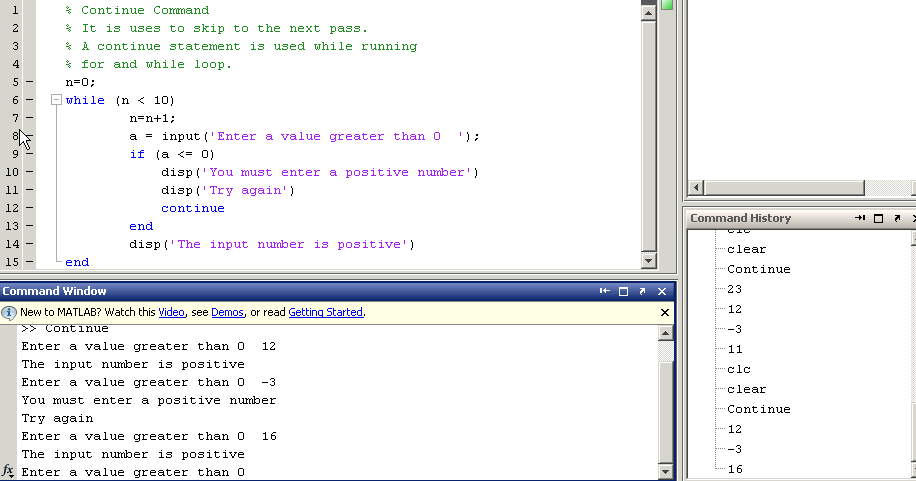 1 % Continue Command
2 % It is uses to skip to the next pass.
3 % A continue statement is used while running
4 % for and while loop.
5 – n=0;
6 – while (n < 10)
7 – n=n+1;
8 – a = input('Enter a value greater than 0  ');
9 – if (a <= 0)
10 – disp('You must enter a positive number')
11 – disp('Try again')
12 – continue
13 – end
14 – disp('The input number is positive')
15 – end
Command Window
New to MATLAB? Watch this Video, see Demos, or read Getting Started.
>> Continue
Enter a value greater than 0  12
The input number is positive
Enter a value greater than 0  -3
You must enter a positive number
Try again
Enter a value greater than 0  16
The input number is positive
fx Enter a value greater than 0
Command History
clc
clear
Continue
23
12
-3
11
clc
clear
Continue
12
-3
16